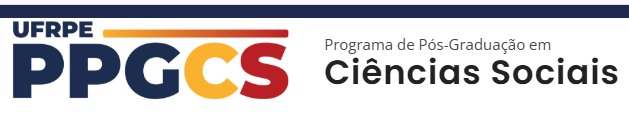 UFRPE
PPGCS
Programa de Pós-Graduação em
Ciências Sociais